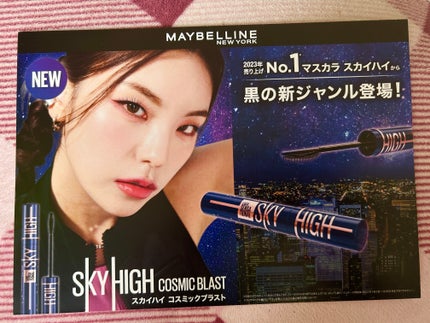 MAYBELLINE
NEW YORK
NEW
2023年
売り上げ
No.1 マスカラ スカイハイから
黒の新ジャンル登場！
SKY HIGH
SKY HIGH
SKY HIGH COSMIC BLAST
スカイハイ コスミックブラスト